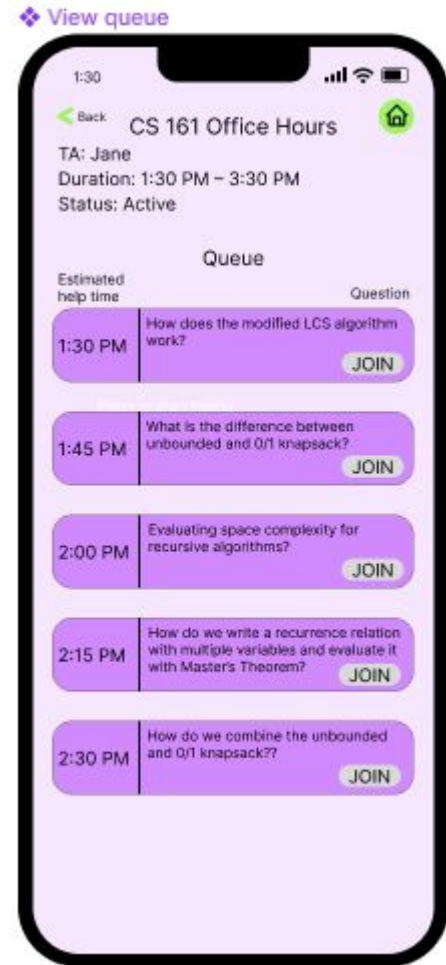 View queue
1:30
Back
CS 161 Office Hours
TA: Jane
Duration: 1:30 PM – 3:30 PM
Status: Active
Queue
Estimated
help time
Question
1:30 PM
How does the modified LCS algorithm
work?
JOIN
1:45 PM
What is the difference between
unbounded and 0/1 knapsack?
JOIN
2:00 PM
Evaluating space complexity for
recursive algorithms?
JOIN
2:15 PM
How do we write a recurrence relation
with multiple variables and evaluate it
with Master's Theorem?
JOIN
2:30 PM
How do we combine the unbounded
and 0/1 knapsack??
JOIN